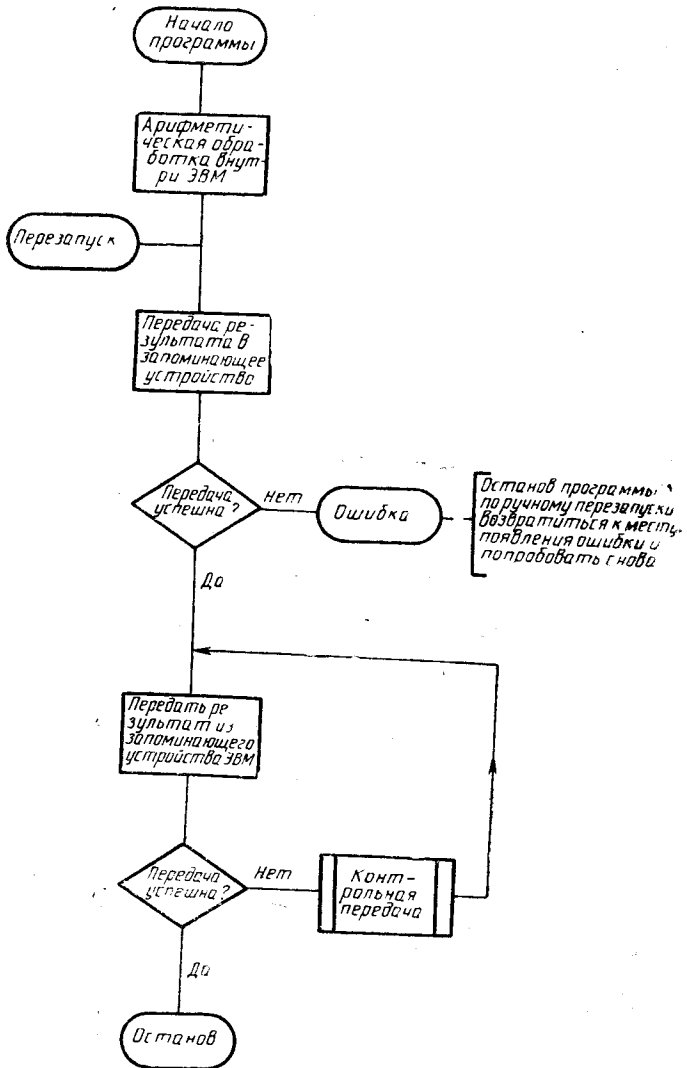 Начало
программы
Арифмети-
ческая обра-
ботка внут-
ри ЭВМ
Перезапуск
Передача ре-
зультата в
запоминающее
устройство
Передача
успешна?
Нет
Ошибка
Останов программы
по ручному перезапуски
возвратиться к месту
появления ошибки и
попробовать снова
Да
Передать ре
зультат из
запоминающего
устройства ЭВМ
Передача
успешна?
Нет
Конт-
рольная
передача
Да
Останов